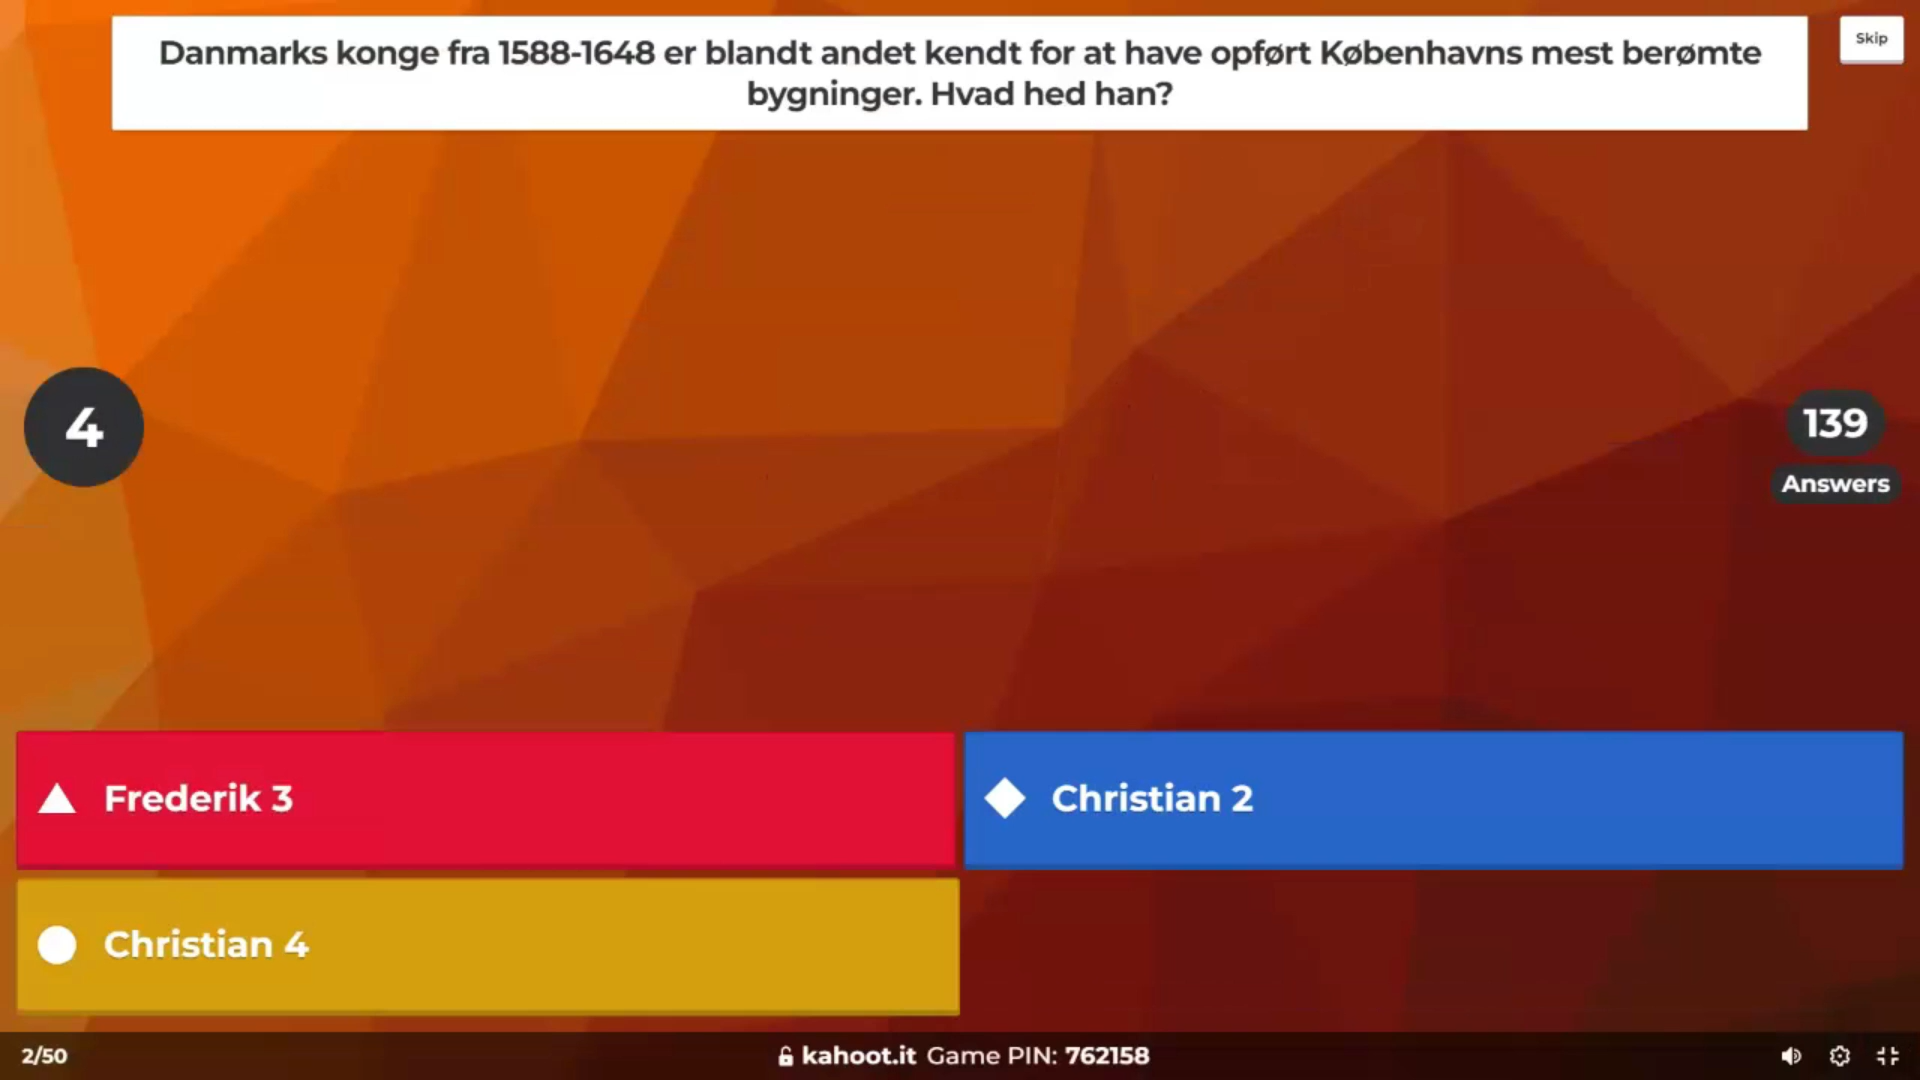 Danmarks konge fra 1588-1648 er blandt andet kendt for at have opført Københavns mest berømte
bygninger. Hvad hed han?
Skip
4
139
Answers
Frederik 3
Christian 2
Christian 4
2/50
kahoot.it Game PIN: 762158